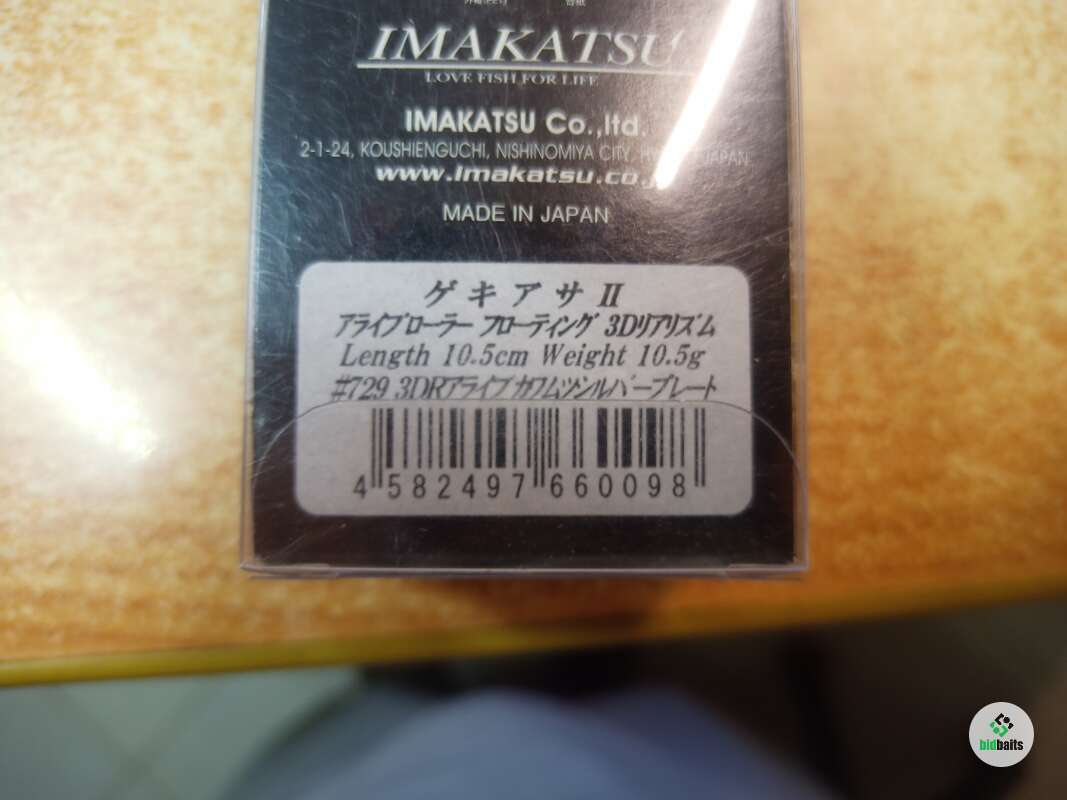 IMAKATSU
LOVE FISH FOR LIFE
IMAKATSU Co.,ltd.
2-1-24, KOUSHIENGUCHI, NISHINOMIYA CITY, JAPAN
www.imakatsu.co.j
MADE IN JAPAN
ゲキアサⅡ
アライブローラー フローティング 3Dリアリズム
Length 10.5cm Weight 10.5g
#729 3DRアライブカワムツシルバープレート
4 582497 660098
bidbaits